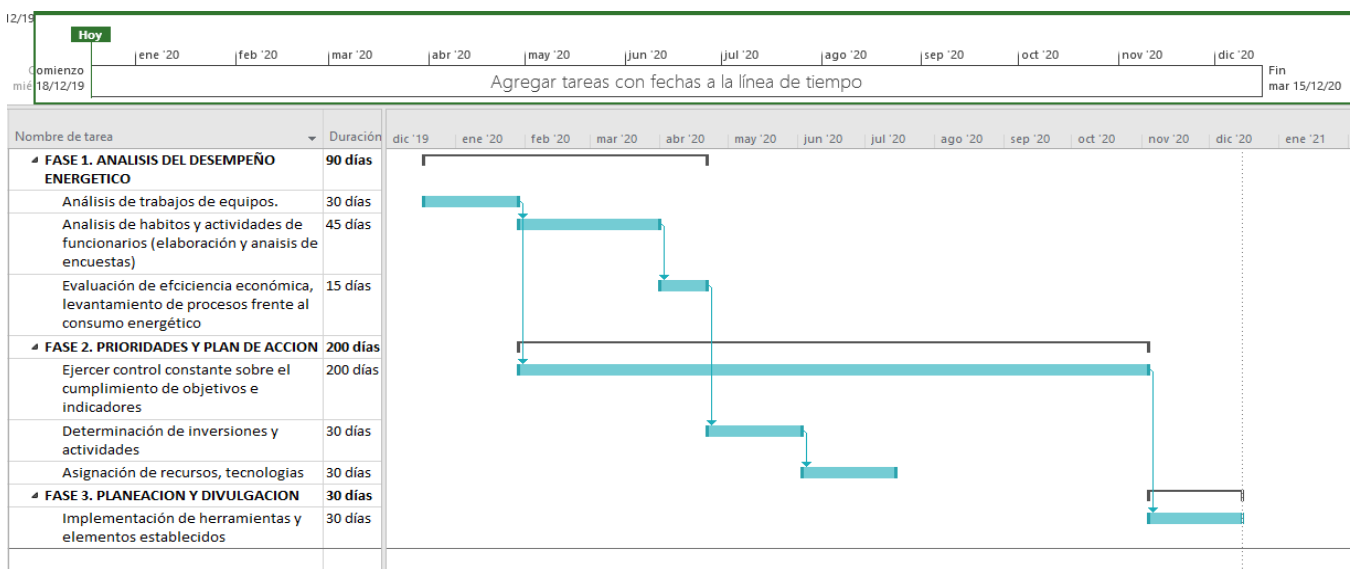 12/19
Hoy
ene '20 feb '20 mar '20 abr '20 may '20 jun '20 jul '20 ago '20 sep '20 oct '20 nov '20 dic '20
Comienzo
mié 18/12/19
Agregar tareas con fechas a la línea de tiempo
Fin
mar 15/12/20
Nombre de tarea Duración dic '19 ene '20 feb '20 mar '20 abr '20 may '20 jun '20 jul '20 ago '20 sep '20 oct '20 nov '20 dic '20 ene '21
FASE 1. ANALISIS DEL DESEMPEÑO 90 días
ENERGETICO
Análisis de trabajos de equipos. 30 días
Analisis de habitos y actividades de 45 días
funcionarios (elaboración y anaisis de
encuestas)
Evaluación de efciciencia económica, 15 días
levantamiento de procesos frente al
consumo energético
FASE 2. PRIORIDADES Y PLAN DE ACCION 200 días
Ejercer control constante sobre el 200 días
cumplimiento de objetivos e
indicadores
Determinación de inversiones y 30 días
actividades
Asignación de recursos, tecnologias 30 días
FASE 3. PLANEACION Y DIVULGACION 30 días
Implementación de herramientas y 30 días
elementos establecidos